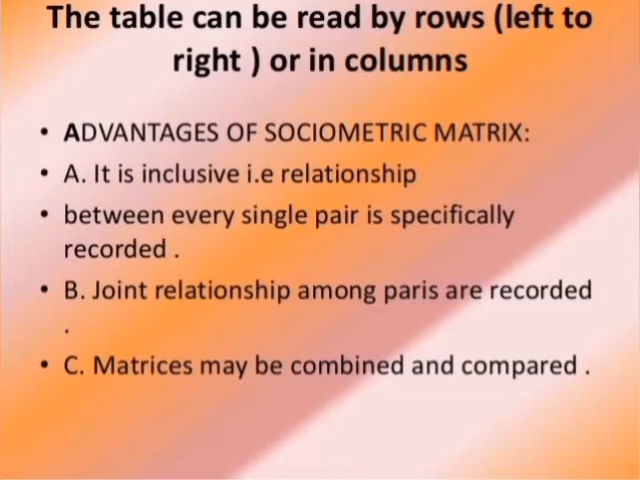 The table can be read by rows (left to
right ) or in columns
• ADVANTAGES OF SOCIOMETRIC MATRIX:
• A. It is inclusive i.e relationship
• between every single pair is specifically
recorded .
• B. Joint relationship among paris are recorded
.
• C. Matrices may be combined and compared .